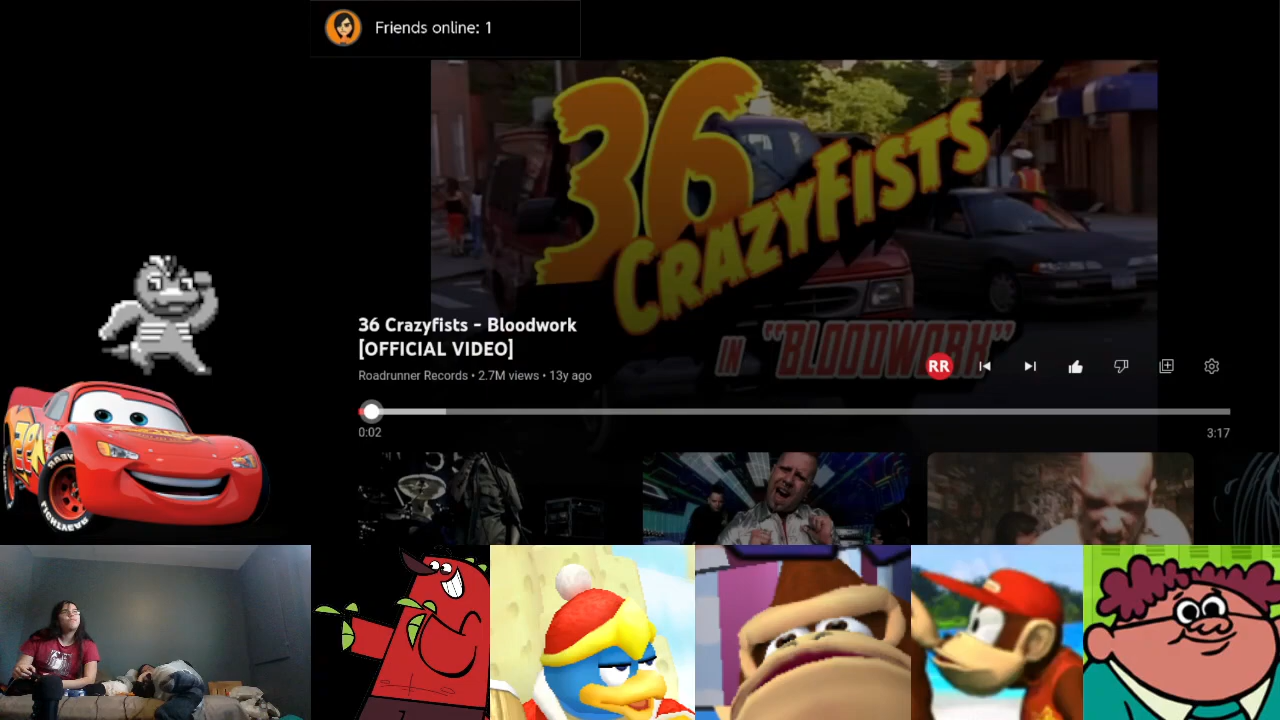 Friends online: 1
36
CRAZYFISTS
IN "BLOODWORK"
36 Crazyfists - Bloodwork
[OFFICIAL VIDEO]
Roadrunner Records • 2.7M views • 13y ago
RR
0:02
3:17